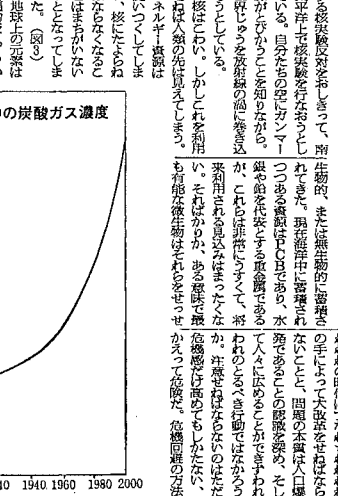 る核実験反対をおしきって、南
平洋上で核実験を行なおうとし
ている。自分たちの空にガンマー
がとびかうことを知りながら。
界じゅうを放射線の渦に巻き込
うとしている。
核はこわい。しかしこれを利用
ねば人類の先は見えてしまう。
ネルギー資源は
いつくしてしま
、核にたよらね
ならなくなるこ
はまちがいない
ととなってしま
た。（図3）
地球上の元素は
の炭酸ガス濃度
40 1940 1960 1980 2000
生物的、または無生物的に蓄積さ
れてきた。現在海洋中に蓄積され
つつある資源はPCBであり、水
銀や鉛を代表とする重金属である
が、これらは非常にうすくて、将
来利用される見込みはまったくな
い。そればかりか、ある意味で最
も有能な微生物はそれらをせっせ
の手によって大改革をせねばなら
ないことと、問題の本質は人口爆
発であることの認識を深め、そし
て人々に広めることができずわれ
われのとるべき行動ではなかろう
か。注意せねばならないのはただ
危機感だけ高めてもしかたない、
かえって危険だ。危機回避の方法